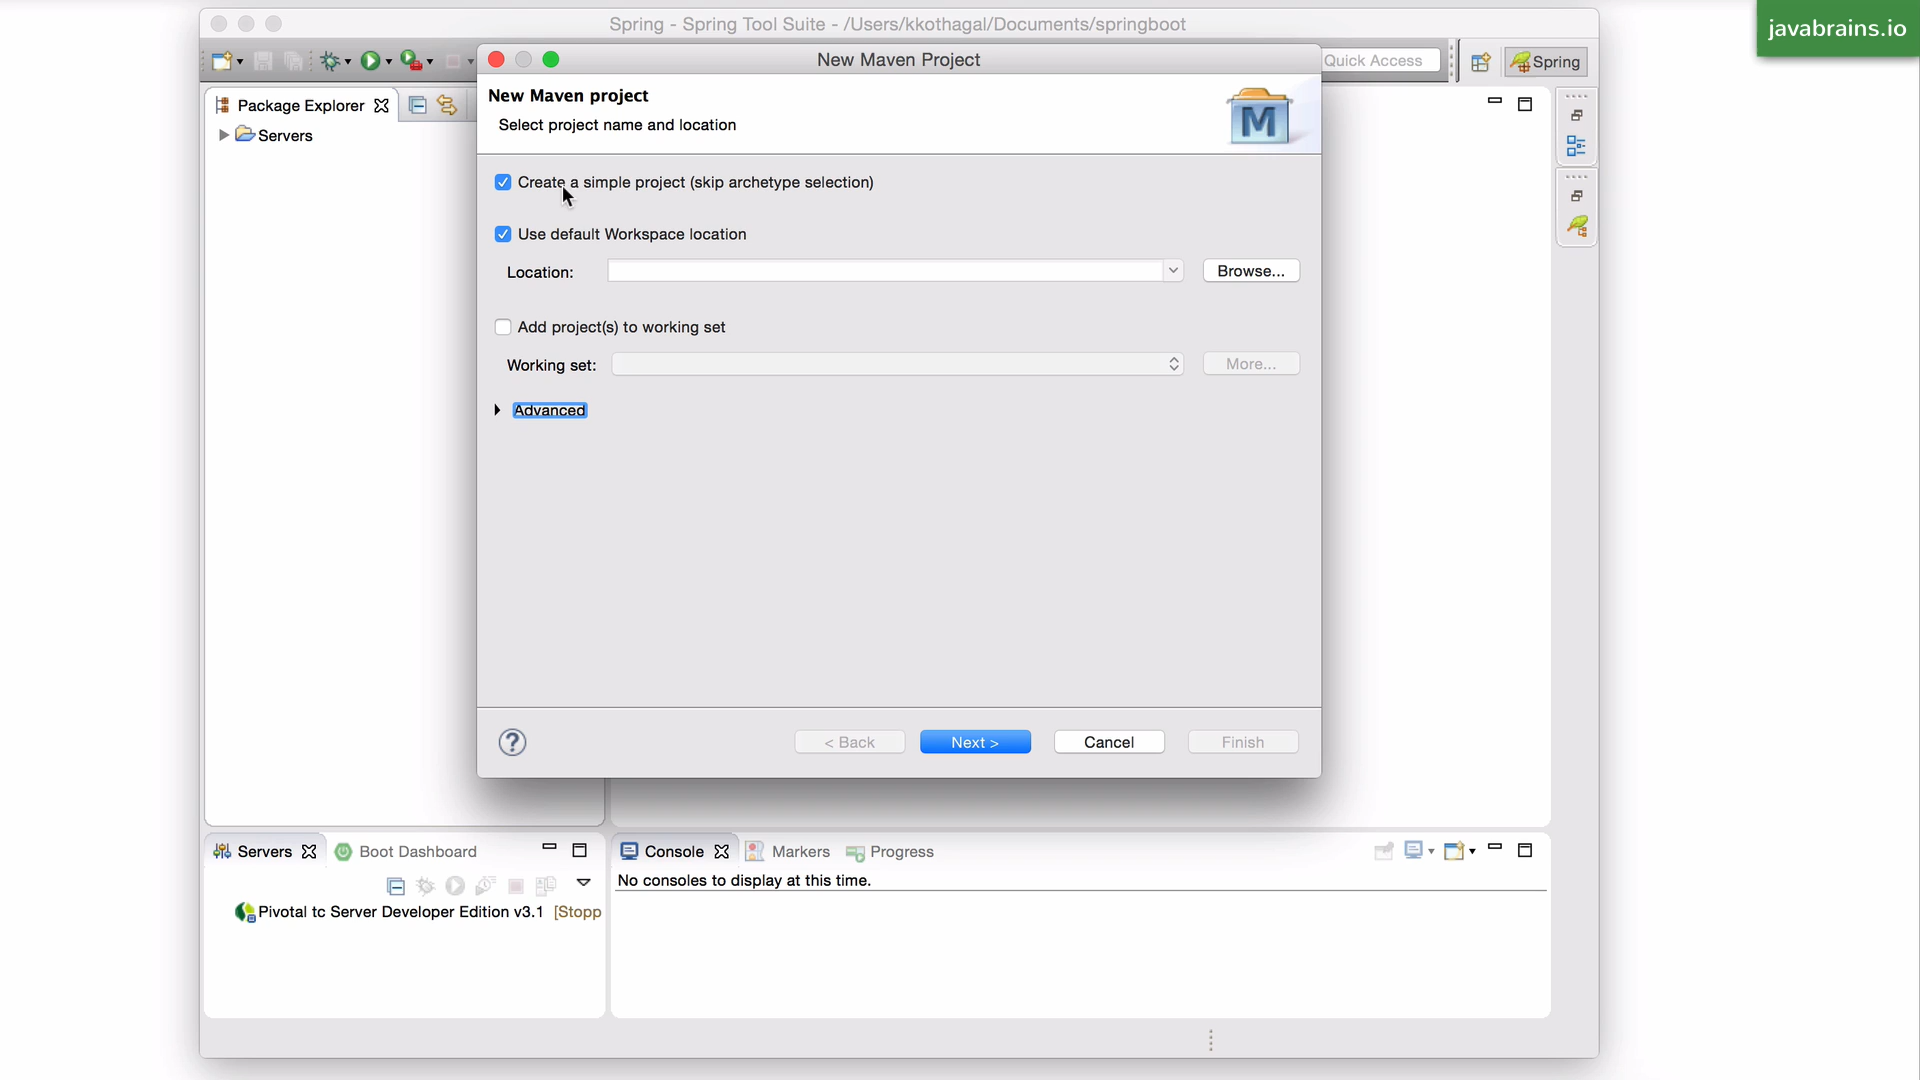 Spring - Spring Tool Suite - /Users/kkothagal/Documents/springboot
javabrains.io
New Maven Project
Quick Access
Spring
Package Explorer
Servers
New Maven project
Select project name and location
M
Create a simple project (skip archetype selection)
Use default Workspace location
Location:
Browse...
Add project(s) to working set
Working set:
More...
Advanced
?
< Back
Next >
Cancel
Finish
Servers
Boot Dashboard
Pivotal tc Server Developer Edition v3.1 [Stopp
Console
Markers
Progress
No consoles to display at this time.